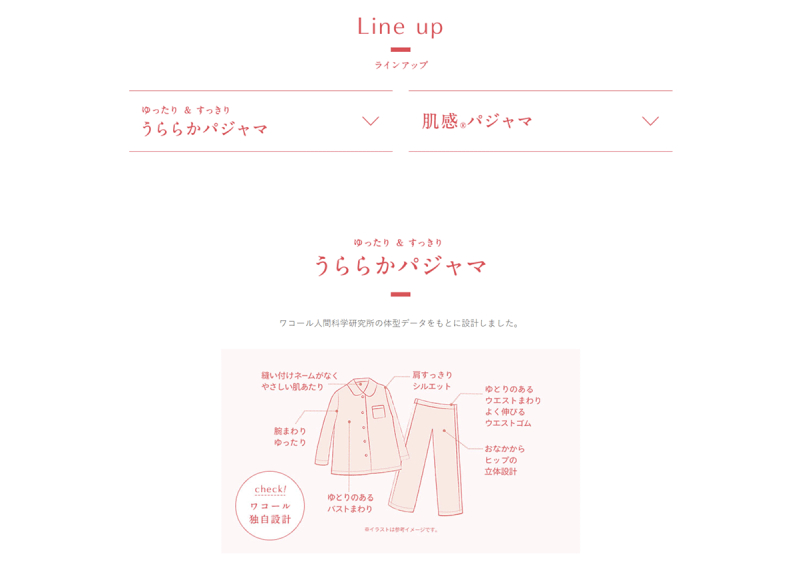 Line up
ラインアップ
ゆったり & すっきり
うららかパジャマ
肌感®パジャマ
ゆったり & すっきり
うららかパジャマ
ワコール人間科学研究所の体型データをもとに設計しました。
縫い付けネームがなく
やさしい肌あたり
肩すっきり
シルエット
ゆとりのある
ウエストまわり
よく伸びる
ウエストゴム
腕まわり
ゆったり
おなかから
ヒップの
立体設計
check!
ワコール
独自設計
ゆとりのある
バストまわり
※イラストは参考イメージです。